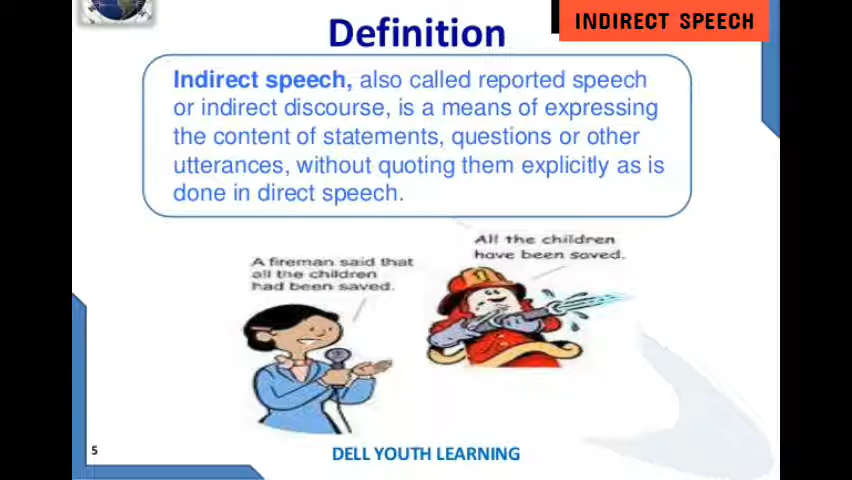 INDIRECT SPEECH
Definition
Indirect speech, also called reported speech
or indirect discourse, is a means of expressing
the content of statements, questions or other
utterances, without quoting them explicitly as is
done in direct speech.
All the children
have been saved.
A fireman said that
all the children
had been saved.
5
DELL YOUTH LEARNING